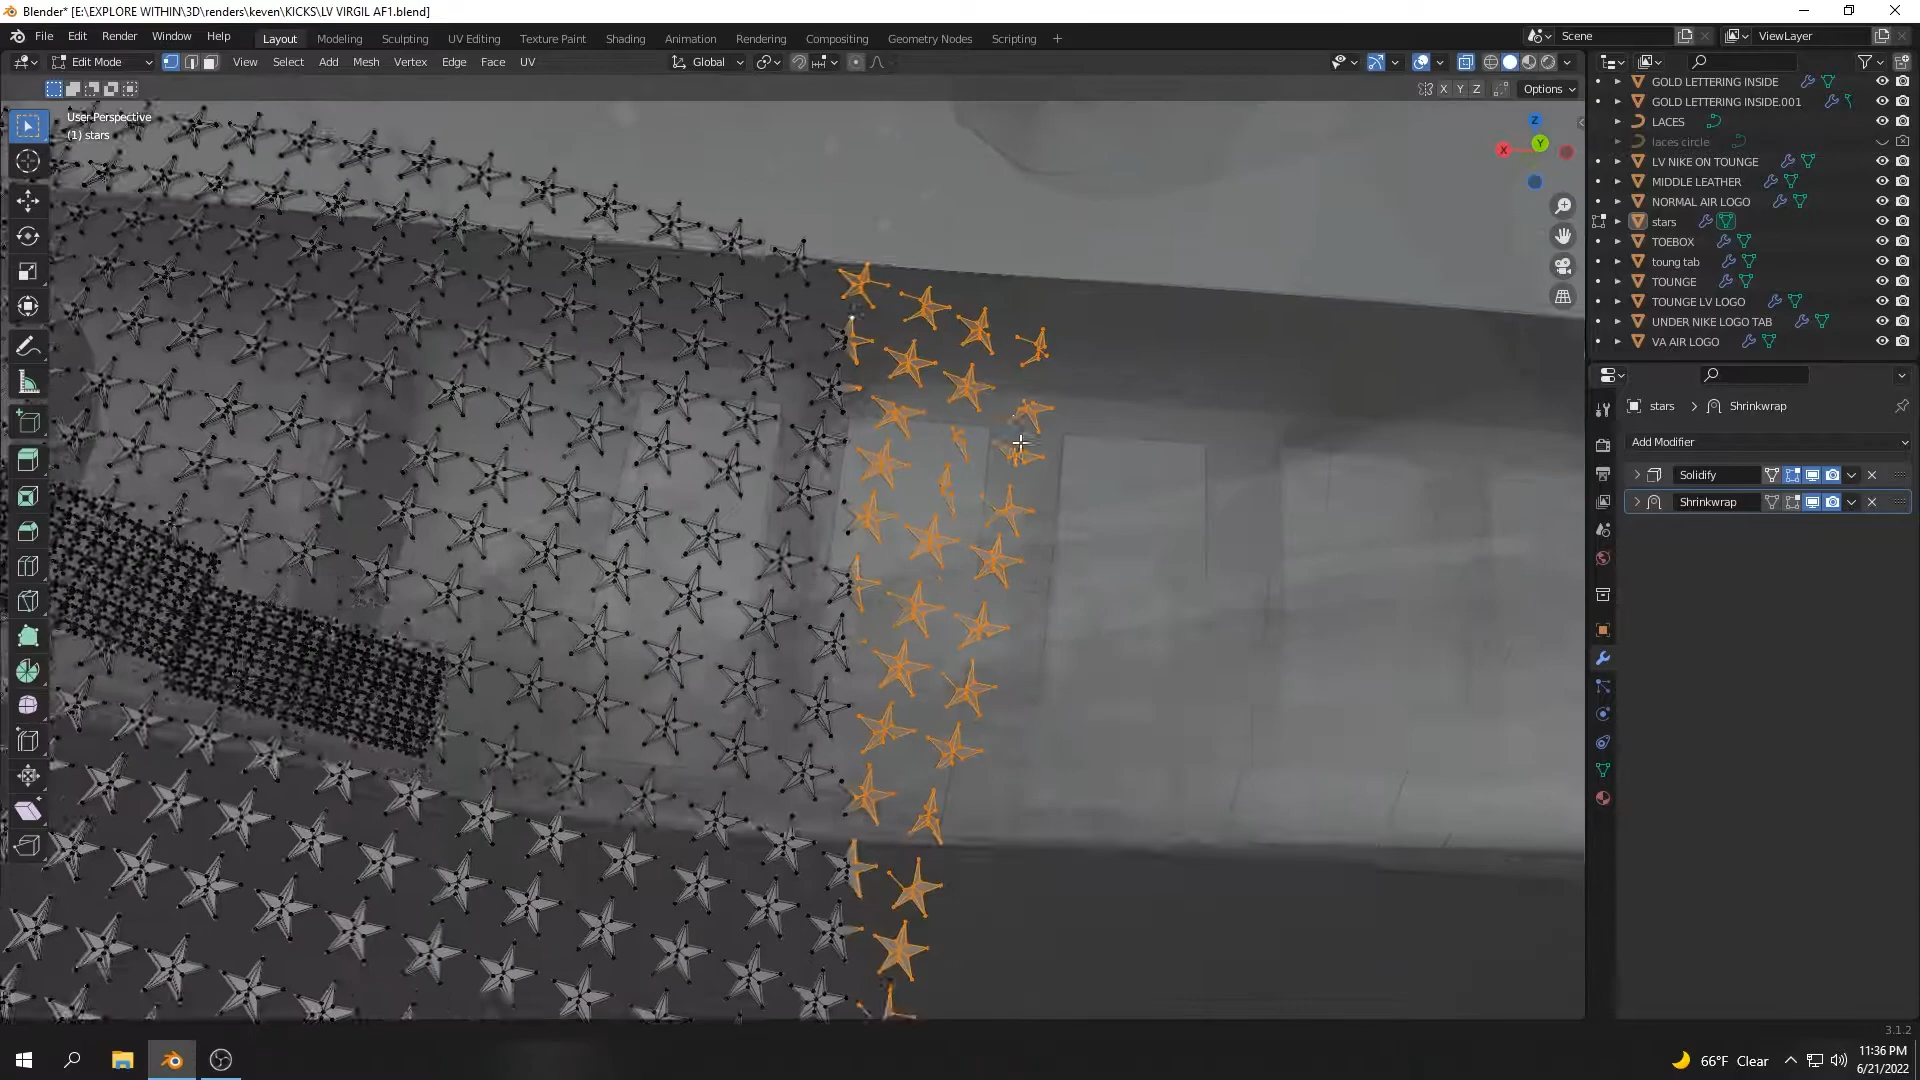 Blender* [E:\EXPLORE WITHIN\3D\renders\keven\KICKS\LV VIRGIL AF1.blend]
File Edit Render Window Help Layout Modeling Sculpting UV Editing Texture Paint Shading Animation Rendering Compositing Geometry Nodes Scripting + Scene ViewLayer
Edit Mode View Select Add Mesh Vertex Edge Face UV Global
X Y Z Options
User Perspective
(1) stars
Z
Y
X
GOLD LETTERING INSIDE
GOLD LETTERING INSIDE.001
LACES
laces circle
LV NIKE ON TOUNGE
MIDDLE LEATHER
NORMAL AIR LOGO
stars
TOEBOX
toung tab
TOUNGE
TOUNGE LV LOGO
UNDER NIKE LOGO TAB
VA AIR LOGO
stars > Shrinkwrap
Add Modifier
Solidify
Shrinkwrap
3.1.2
66°F Clear
11:36 PM
6/21/2022